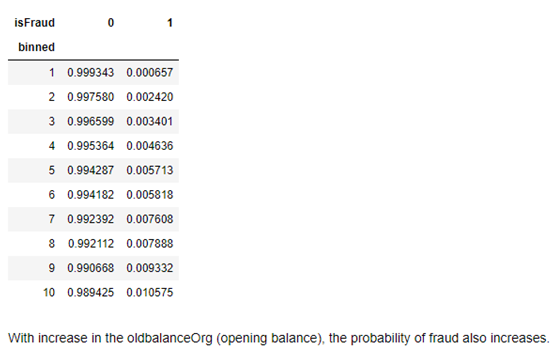 isFraud 0 1
binned
1 0.999343 0.000657
2 0.997580 0.002420
3 0.996599 0.003401
4 0.995364 0.004636
5 0.994287 0.005713
6 0.994182 0.005818
7 0.992392 0.007608
8 0.992112 0.007888
9 0.990668 0.009332
10 0.989425 0.010575
With increase in the oldbalanceOrg (opening balance), the probability of fraud also increases.